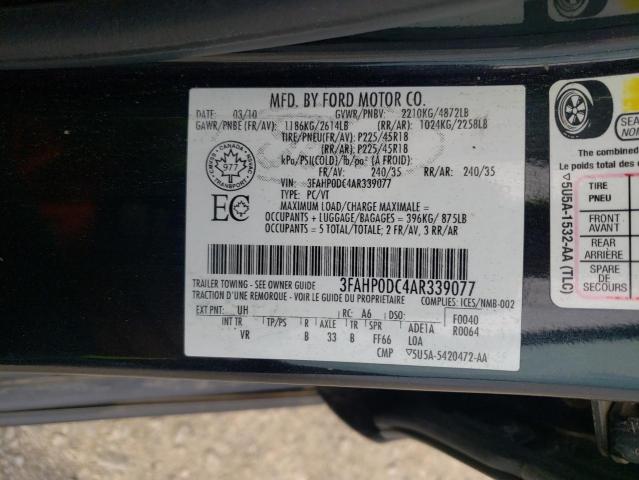 MFD. BY FORD MOTOR CO.
DATE: 03/10 GVWR/PNBV: 2210KG/4872LB
GAWR/PNBE (FR/AV): 1186KG/2614LB (RR/AR): 1024KG/2258LB
TIRE/PNEU(FR/AV): P225/45R18
(RR/AR): P225/45R18
kPa/PSI(COLD)/lb/po² (À FROID):
FR/AV: 240/35 RR/AR: 240/35
VIN: 3FAHP0DC4AR339077
TYPE: PC/VT
MAXIMUM LOAD/CHARGE MAXIMALE =
OCCUPANTS + LUGGAGE/BAGAGES = 396KG/ 875LB
OCCUPANTS = 5 TOTAL/TOTALE; 2 FR/AV, 3 RR/AR
CANADA
977
TRANSPORT
EC
3FAHP0DC4AR339077
TRAILER TOWING - SEE OWNER GUIDE
TRACTION D'UNE REMORQUE - VOIR LE GUIDE DU
COMPLIES: ICES/NMB-002
EXT PNT: UH RC: A6 DSO: F0040
INT TR TP/PS R AXLE TR SPR ADETA R0064
VR B 33 B FF66 LOA
CMP ▽5U5A-5420472-AA
▽5U5A-1532-AA (TLC)
SEA
The combined
Le poids total
TIRE
PNEU
FRONT
AVANT
REAR
ARRIÈRE
SPARE
DE
SECOURS